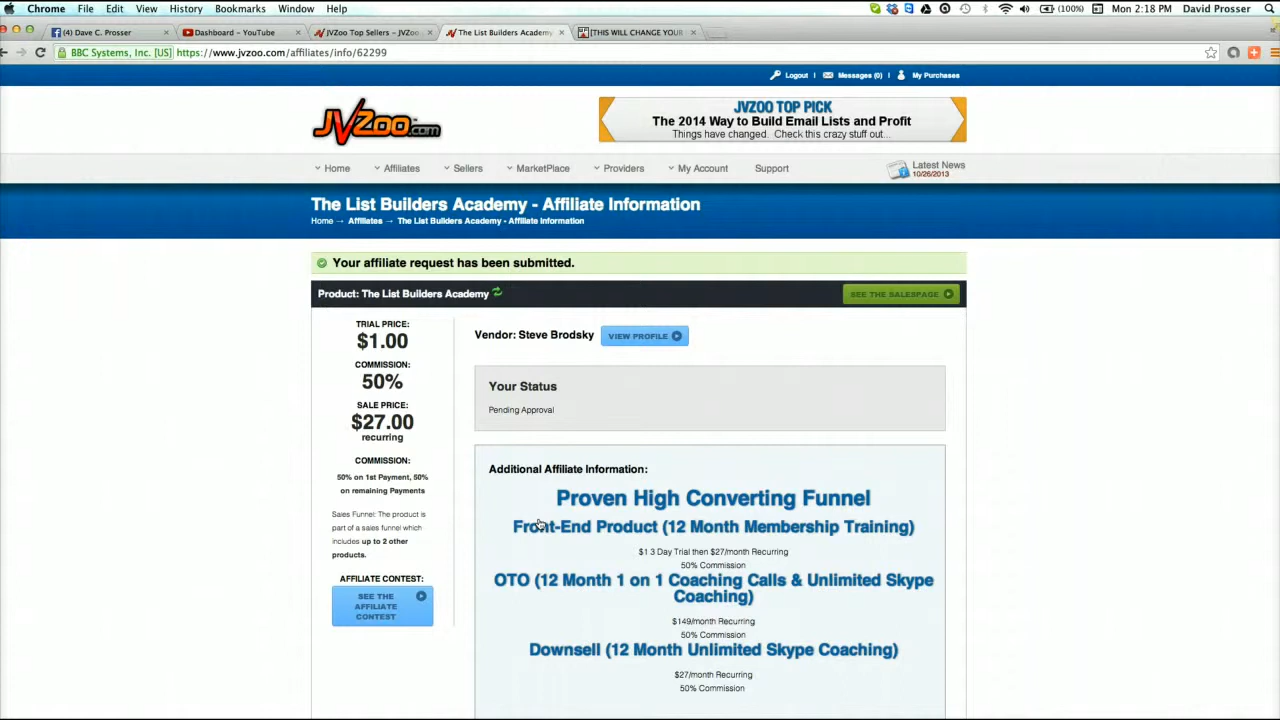 Chrome File Edit View History Bookmarks Window Help (100%) Mon 2:18 PM David Prosser
(4) Dave C. Prosser Dashboard – YouTube JVZoo Top Sellers – JVZoo The List Builders Academy [THIS WILL CHANGE YOUR
BBC Systems, Inc. [US] https://www.jvzoo.com/affiliates/info/62299
Logout | Messages (0) | My Purchases
JVZoo.com
JVZOO TOP PICK
The 2014 Way to Build Email Lists and Profit
Things have changed. Check this crazy stuff out...
Home Affiliates Sellers MarketPlace Providers My Account Support
Latest News
10/26/2013
The List Builders Academy - Affiliate Information
Home → Affiliates → The List Builders Academy - Affiliate Information
Your affiliate request has been submitted.
Product: The List Builders Academy
SEE THE SALESPAGE
TRIAL PRICE:
$1.00
COMMISSION:
50%
SALE PRICE:
$27.00
recurring
COMMISSION:
50% on 1st Payment, 50%
on remaining Payments
Sales Funnel: The product is
part of a sales funnel which
includes up to 2 other
products.
AFFILIATE CONTEST:
SEE THE
AFFILIATE
CONTEST
Vendor: Steve Brodsky
VIEW PROFILE
Your Status
Pending Approval
Additional Affiliate Information:
Proven High Converting Funnel
Front-End Product (12 Month Membership Training)
$1 3 Day Trial then $27/month Recurring
50% Commission
OTO (12 Month 1 on 1 Coaching Calls & Unlimited Skype
Coaching)
$149/month Recurring
50% Commission
Downsell (12 Month Unlimited Skype Coaching)
$27/month Recurring
50% Commission